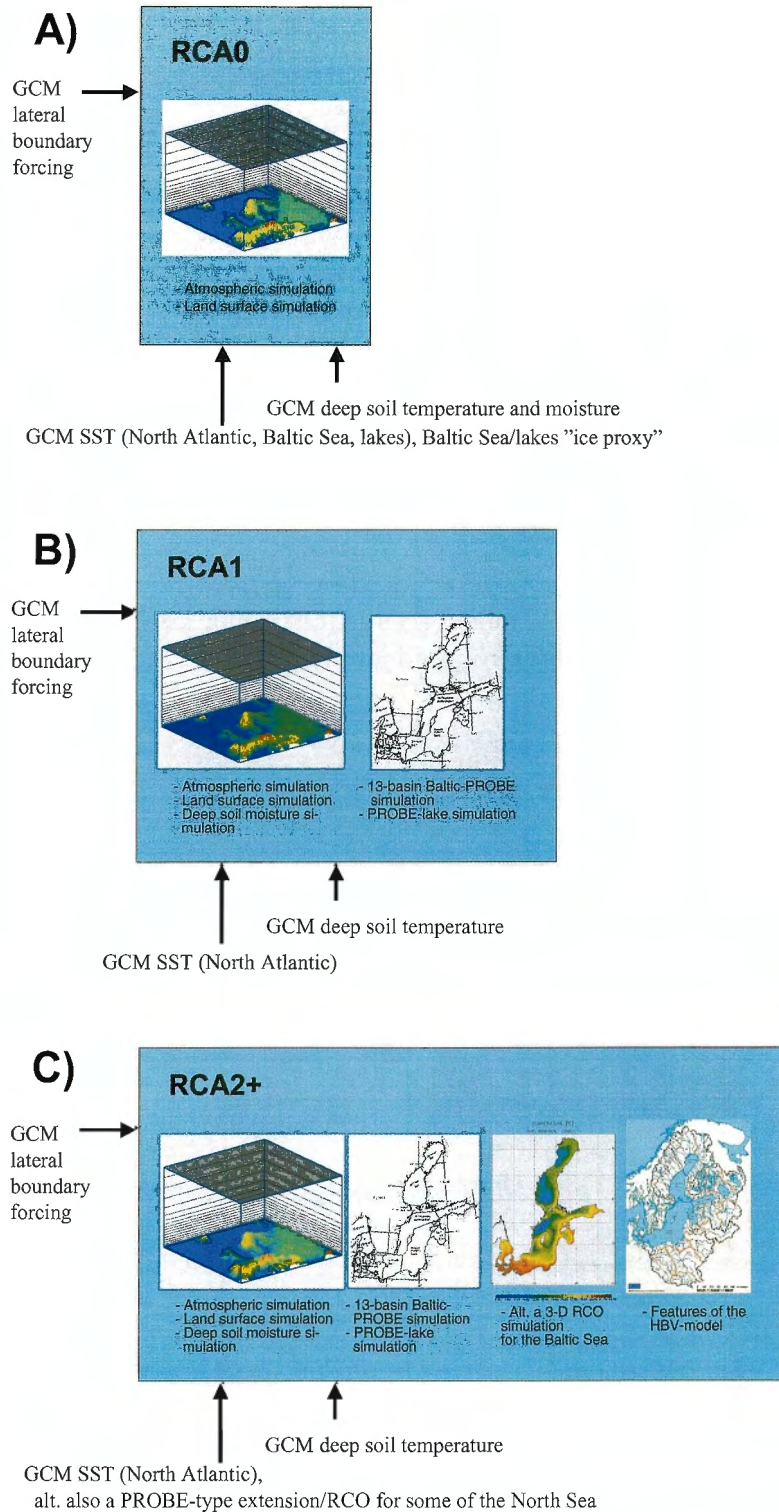 A)
RCA0
GCM
lateral
boundary
forcing
- Atmospheric simulation
- Land surface simulation
GCM deep soil temperature and moisture
GCM SST (North Atlantic, Baltic Sea, lakes), Baltic Sea/lakes "ice proxy"
B)
RCA1
GCM
lateral
boundary
forcing
- Atmospheric simulation
- Land surface simulation
- Deep soil moisture si-
mulation
- 13-basin Baltic-PROBE
simulation
- PROBE-lake simulation
GCM deep soil temperature
GCM SST (North Atlantic)
C)
RCA2+
GCM
lateral
boundary
forcing
- Atmospheric simulation
- Land surface simulation
- Deep soil moisture si-
mulation
- 13-basin Baltic-
PROBE simulation
- PROBE-lake
simulation
- Alt. a 3-D RCO
simulation
for the Baltic Sea
- Features of the
HBV-model
GCM deep soil temperature
GCM SST (North Atlantic),
alt. also a PROBE-type extension/RCO for some of the North Sea